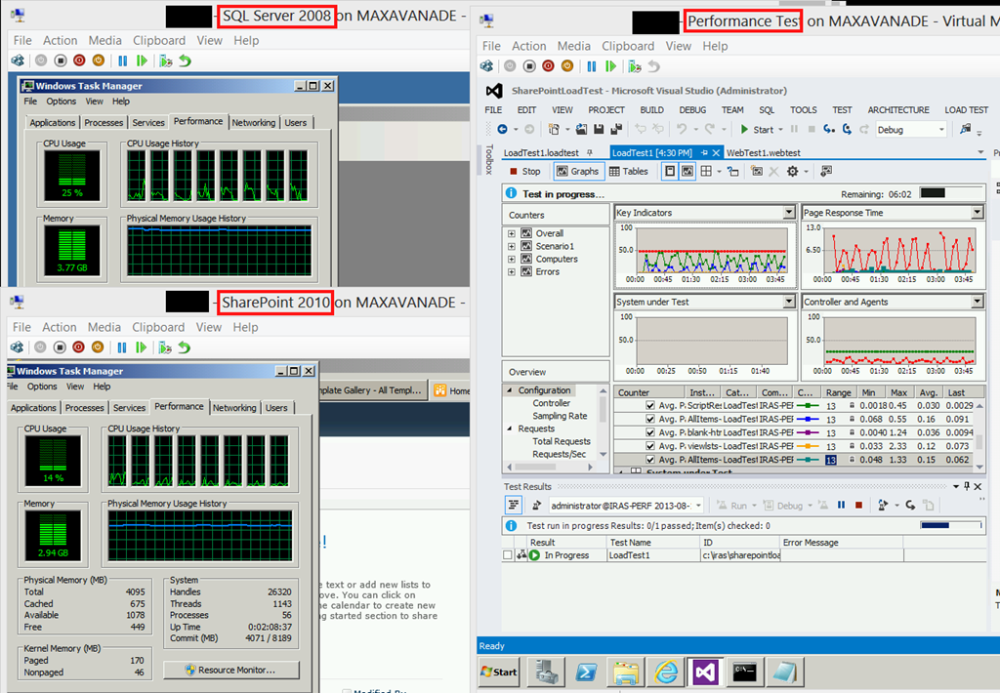 - SQL Server 2008 on MAXAVANADE -
File Action Media Clipboard View Help
Windows Task Manager
File Options View Help
Applications Processes Services Performance Networking Users
CPU Usage CPU Usage History
25 %
Memory Physical Memory Usage History
3.77 GB
- SharePoint 2010 on MAXAVANADE -
File Action Media Clipboard View Help
Windows Task Manager
File Options View Help
Applications Processes Services Performance Networking Users
CPU Usage CPU Usage History
14 %
Memory Physical Memory Usage History
2.94 GB
Physical Memory (MB)
Total 4095
Cached 675
Available 1078
Free 449
Kernel Memory (MB)
Paged 170
Nonpaged 46
System
Handles 26320
Threads 1143
Processes 56
Up Time 0:02:08:37
Commit (MB) 4071 / 8189
Resource Monitor...
mplate Gallery - All Templ... Home
!
e text or add new lists to
ove. You can click on
he calendar to create new
ng started section to share
Modified By
- Performance Test on MAXAVANADE - Virtual M
File Action Media Clipboard View Help
SharePointLoadTest - Microsoft Visual Studio (Administrator)
FILE EDIT VIEW PROJECT BUILD DEBUG TEAM SQL TOOLS TEST ARCHITECTURE LOAD TEST
Start Debug
Toolbox
LoadTest1.loadtest LoadTest1 [4:30 PM] WebTest1.webtest
Stop Graphs Tables
Test in progress... Remaining: 06:02
Counters
Overall
Scenario1
Computers
Errors
Key Indicators
100
50.0
00:00 00:45 01:30 02:15 03:00 03:45
Page Response Time
13.0
6.50
00:00 00:45 01:30 02:15 03:00 03:45
System under Test
100
50.0
00:00 00:25 00:50 01:15 01:40
Controller and Agents
100
50.0
00:00 00:45 01:30 02:15 03:00 03:45
Overview
Configuration
Controller
Sampling Rate
Requests
Total Requests
Requests/Sec
Counter Inst... Cat... Com... C... Range Min Max Avg. Last
Avg. P. ScriptRes LoadTest IRAS-PER 13 0.0018 0.45 0.030 0.0029
Avg. P. AllItems- LoadTest IRAS-PER 13 0.068 0.55 0.16 0.091
Avg. P. blank-htr LoadTest IRAS-PER 13 0.0040 1.24 0.036 0.0094
Avg. P. viewlsts- LoadTest IRAS-PER 13 0.033 2.33 0.12 0.073
Avg. P. AllItems- LoadTest IRAS-PER 13 0.048 1.33 0.15 0.062
System under Test
Test Results
administrator@IRAS-PERF 2013-08- Run Debug
Test run in progress Results: 0/1 passed; Item(s) checked: 0
Result Test Name ID Error Message
In Progress LoadTest1 c:\iras\sharepointloa
Ready
Start